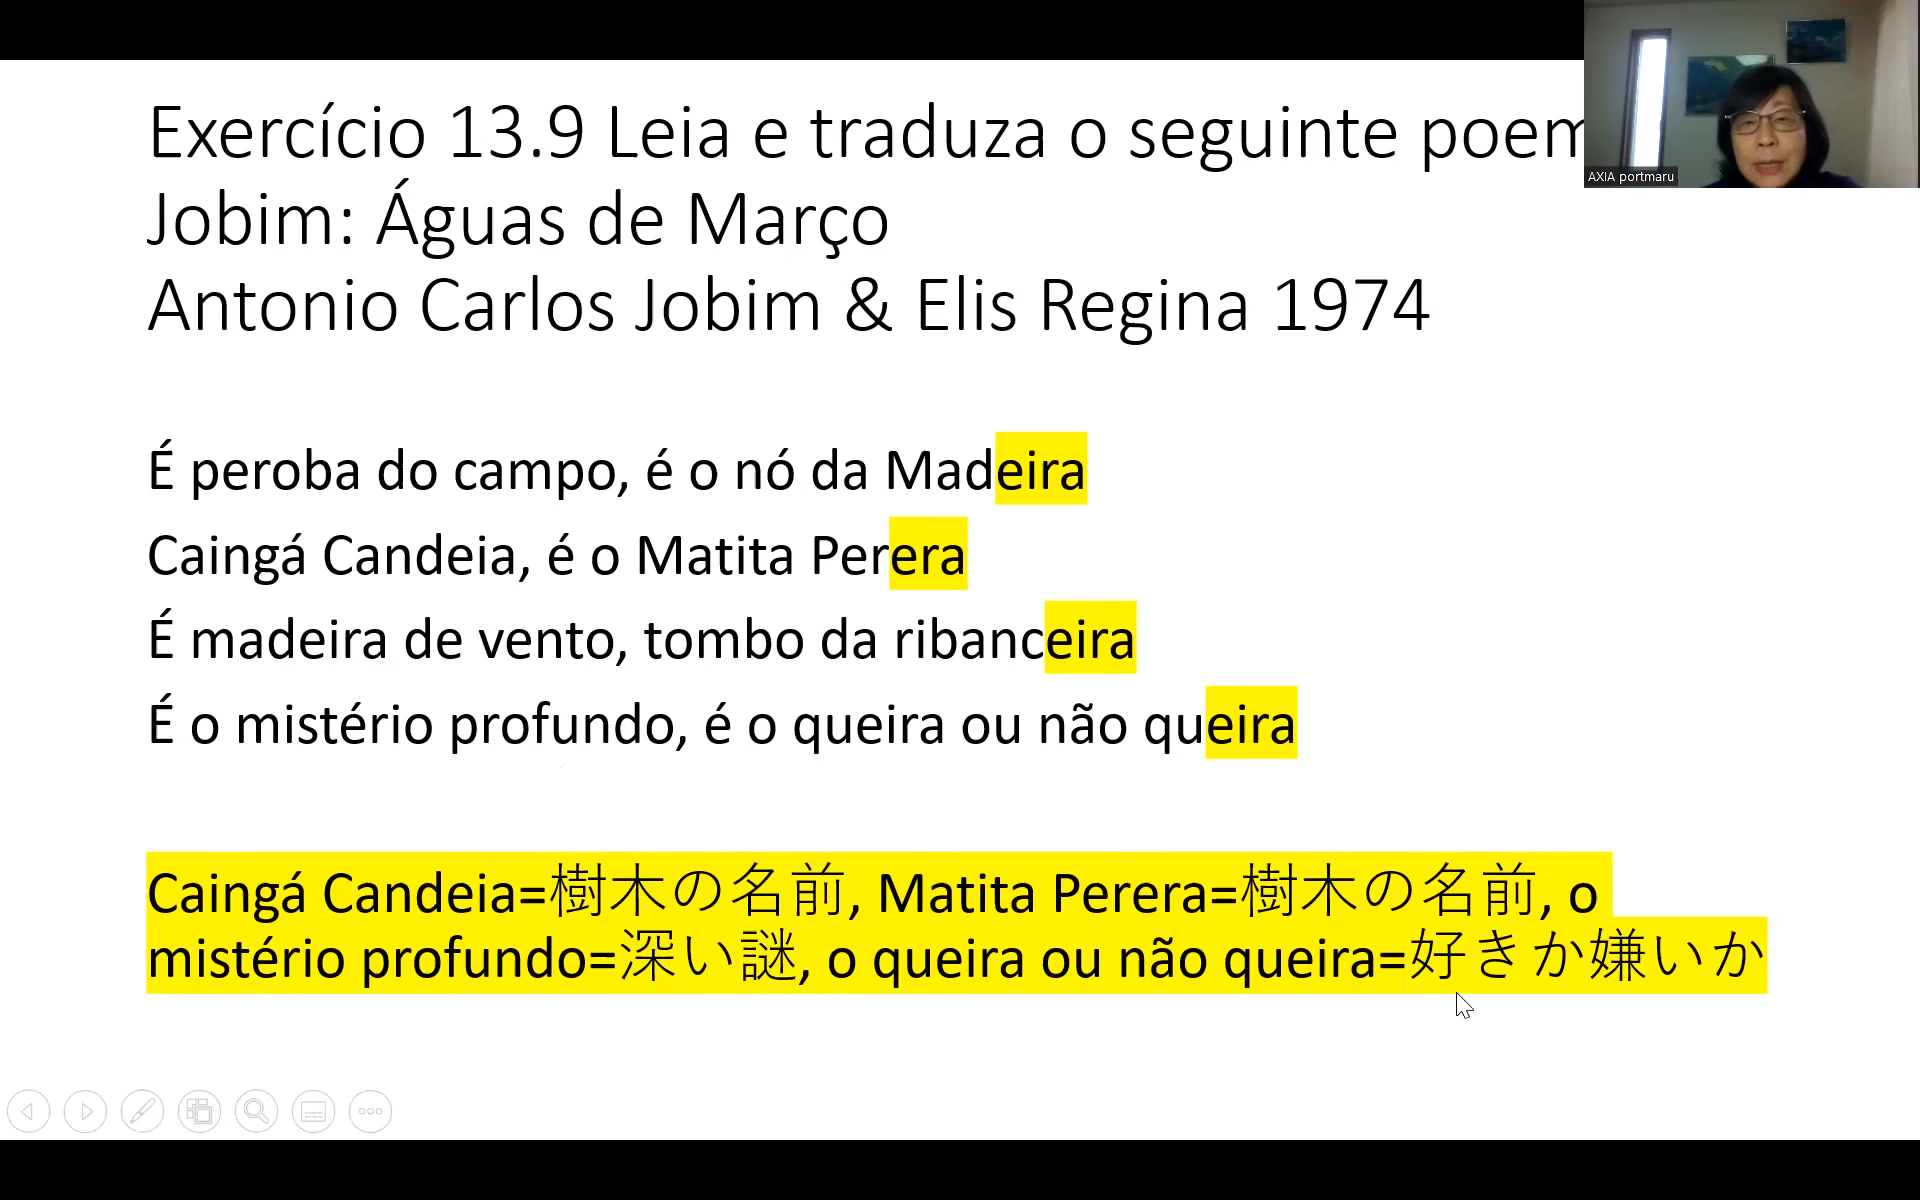 Exercício 13.9 Leia e traduza o seguinte poem
Jobim: Águas de Março
Antonio Carlos Jobim & Elis Regina 1974
AXIA portmaru
É peroba do campo, é o nó da Madeira
Caingá Candeia, é o Matita Perera
É madeira de vento, tombo da ribanceira
É o mistério profundo, é o queira ou não queira
Caingá Candeia=樹木の名前, Matita Perera=樹木の名前, o
mistério profundo=深い謎, o queira ou não queira=好きか嫌いか